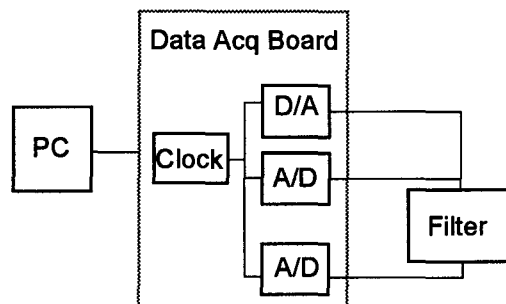 Data Acq Board
D/A
PC
Clock
A/D
Filter
A/D